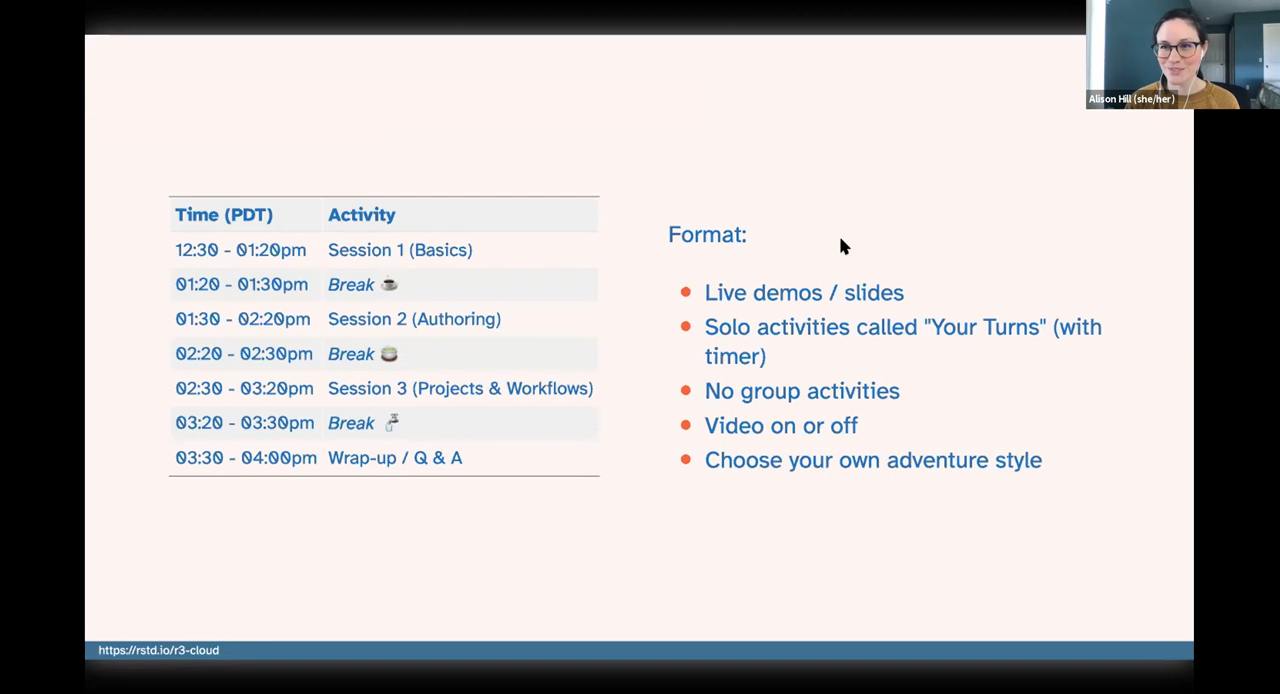 Alison Hill (she/her)
Time (PDT) Activity
12:30 - 01:20pm Session 1 (Basics)
01:20 - 01:30pm Break ☕
01:30 - 02:20pm Session 2 (Authoring)
02:20 - 02:30pm Break 🍵
02:30 - 03:20pm Session 3 (Projects & Workflows)
03:20 - 03:30pm Break 🚰
03:30 - 04:00pm Wrap-up / Q & A
Format:
Live demos / slides
Solo activities called "Your Turns" (with
timer)
No group activities
Video on or off
Choose your own adventure style
https://rstd.io/r3-cloud